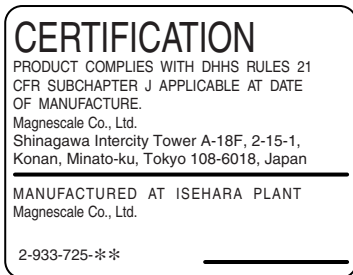 CERTIFICATION
PRODUCT COMPLIES WITH DHHS RULES 21
CFR SUBCHAPTER J APPLICABLE AT DATE
OF MANUFACTURE.
Magnescale Co., Ltd.
Shinagawa Intercity Tower A-18F, 2-15-1,
Konan, Minato-ku, Tokyo 108-6018, Japan
MANUFACTURED AT ISEHARA PLANT
Magnescale Co., Ltd.
2-933-725-＊＊